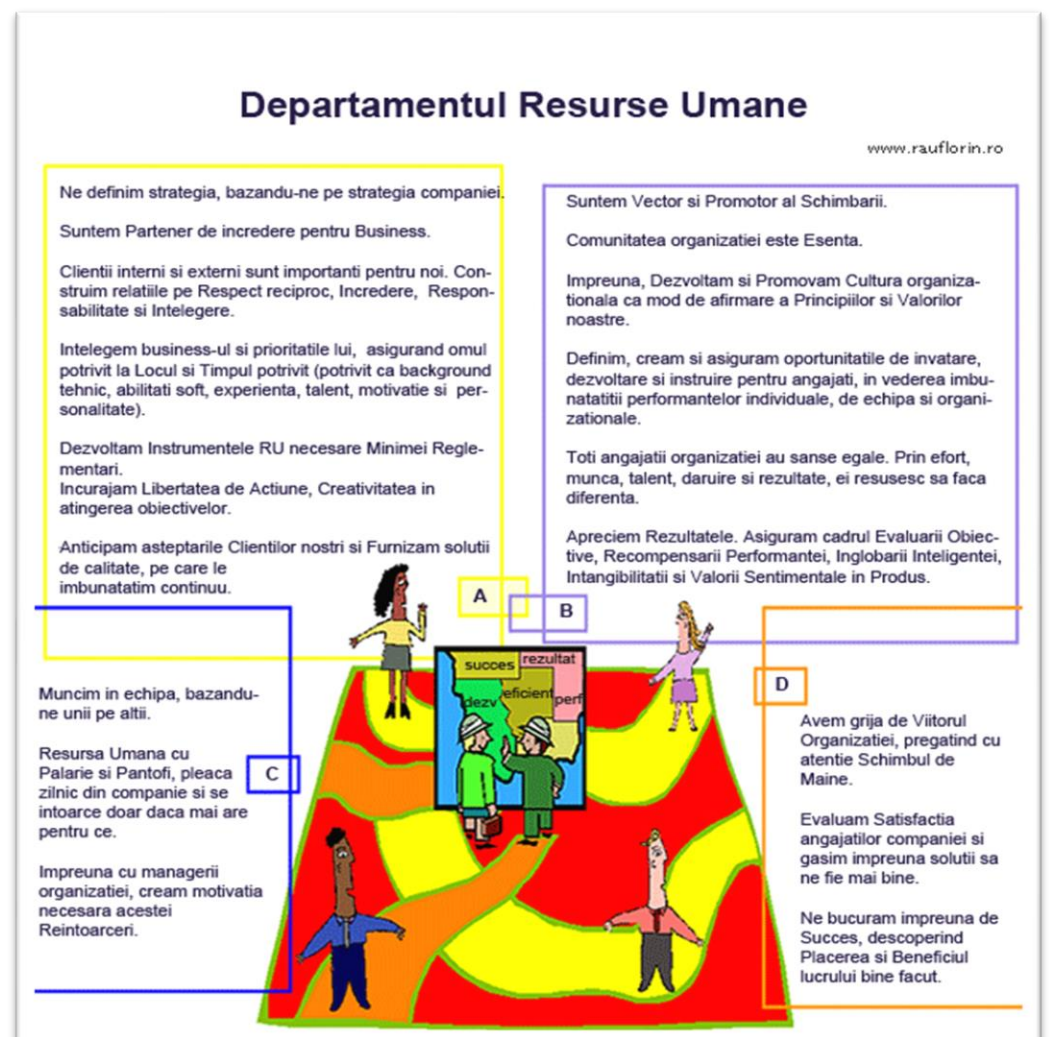 Departamentul Resurse Umane
www.rauflorin.ro
Ne definim strategia, bazandu-ne pe strategia companiei.
Suntem Partener de incredere pentru Business.
Clientii interni si externi sunt importanti pentru noi. Con-
struim relatiile pe Respect reciproc, Incredere, Respon-
sabilitate si Intelegere.
Intelegem business-ul si prioritatile lui, asigurand omul
potrivit la Locul si Timpul potrivit (potrivit ca background
tehnic, abilitati soft, experienta, talent, motivatie si per-
sonalitate).
Dezvoltam Instrumentele RU necesare Minimei Regle-
mentari.
Incurajam Libertatea de Actiune, Creativitatea in
atingerea obiectivelor.
Anticipam asteptarile Clientilor nostri si Furnizam solutii
de calitate, pe care le
imbunatatim continuu.
A
Suntem Vector si Promotor al Schimbarii.
Comunitatea organizatiei este Esenta.
Impreuna, Dezvoltam si Promovam Cultura organiza-
tionala ca mod de afirmare a Principiilor si Valorilor
noastre.
Definim, cream si asiguram oportunitatile de invatare,
dezvoltare si instruire pentru angajati, in vederea imbu-
natatitii performantelor individuale, de echipa si organi-
zationale.
Toti angajatii organizatiei au sanse egale. Prin efort,
munca, talent, daruire si rezultate, ei resusesc sa faca
diferenta.
Apreciem Rezultatele. Asiguram cadrul Evaluarii Obiec-
tive, Recompensarii Performantei, Inglobarii Inteligentei,
Intangibilitatii si Valorii Sentimentale in Produs.
B
succes
rezultat
dezv
eficient
perf
Muncim in echipa, bazandu-
ne unii pe altii.
Resursa Umana cu
Palarie si Pantofi, pleaca
zilnic din companie si se
intoarce doar daca mai are
pentru ce.
Impreuna cu managerii
organizatiei, cream motivatia
necesara acestei
Reintoarceri.
C
D
Avem grija de Viitorul
Organizatiei, pregatind cu
atentie Schimbul de
Maine.
Evaluam Satisfactia
angajatilor companiei si
gasim impreuna solutii sa
ne fie mai bine.
Ne bucuram impreuna de
Succes, descoperind
Placerea si Beneficiul
lucrului bine facut.